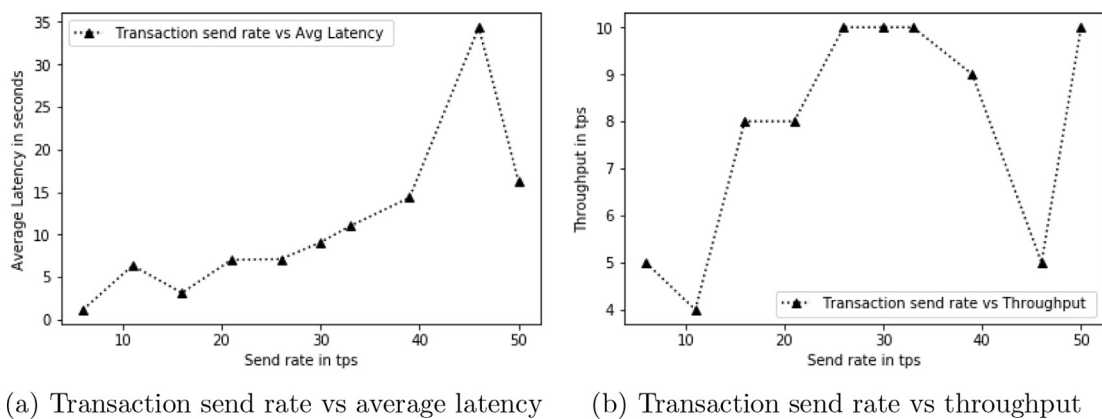 35
30
25
20
15
10
5
0
Average Latency in seconds
Transaction send rate vs Avg Latency
10 20 30 40 50
Send rate in tps
(a) Transaction send rate vs average latency
10
9
8
7
6
5
4
Throughput in tps
Transaction send rate vs Throughput
10 20 30 40 50
Send rate in tps
(b) Transaction send rate vs throughput